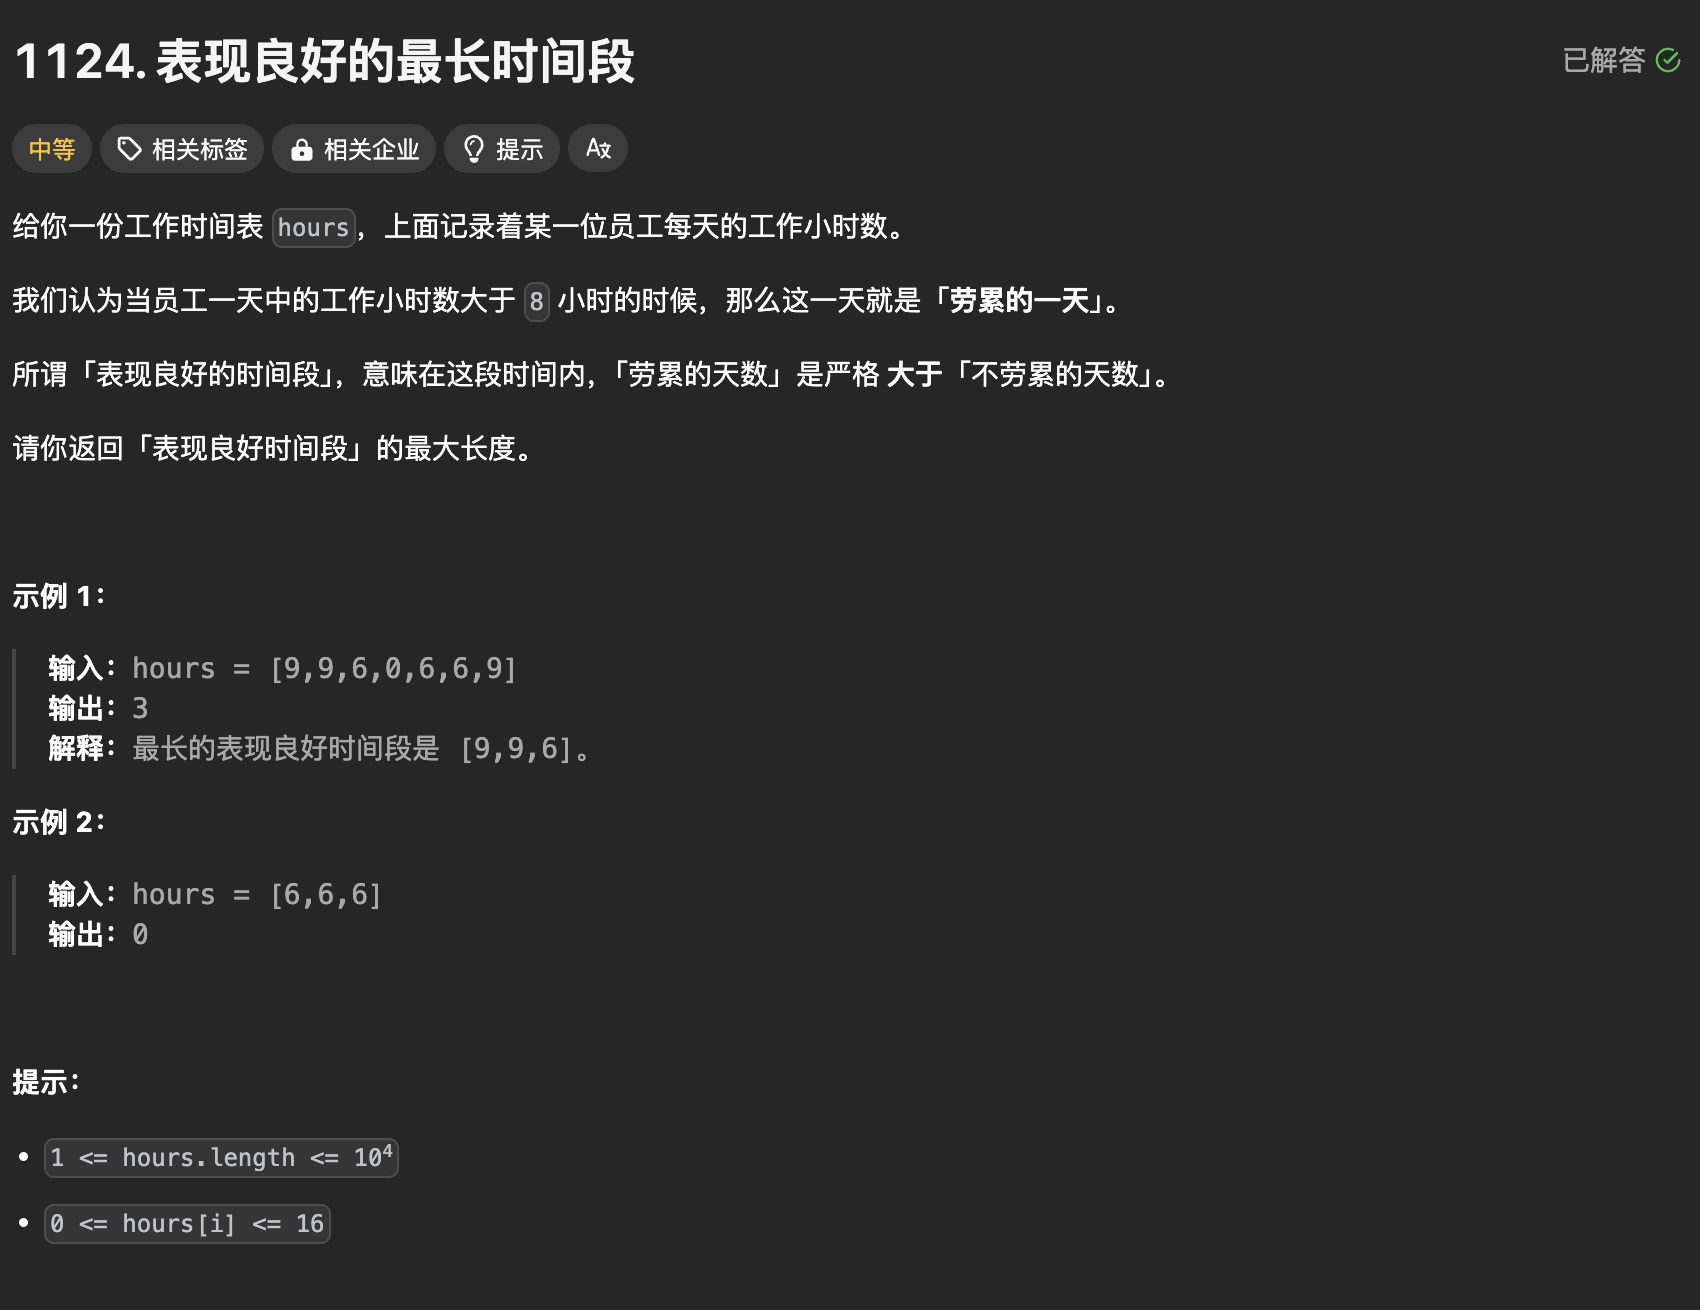 1124. 表现良好的最长时间段
已解答
中等
相关标签
相关企业
提示
给你一份工作时间表 hours，上面记录着某一位员工每天的工作小时数。
我们认为当员工一天中的工作小时数大于 8 小时的时候，那么这一天就是「劳累的一天」。
所谓「表现良好的时间段」，意味在这段时间内，「劳累的天数」是严格 大于「不劳累的天数」。
请你返回「表现良好时间段」的最大长度。
示例 1：
输入：hours = [9,9,6,0,6,6,9]
输出：3
解释：最长的表现良好时间段是 [9,9,6]。
示例 2：
输入：hours = [6,6,6]
输出：0
提示：
• 1 <= hours.length <= 10⁴
• 0 <= hours[i] <= 16